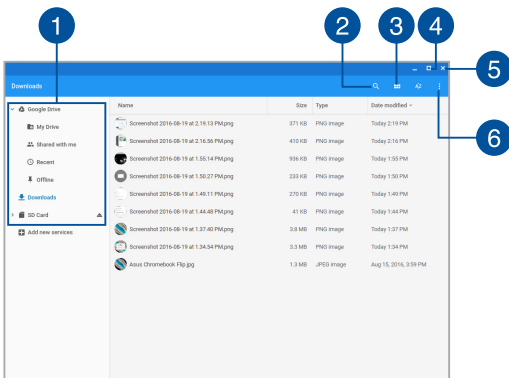 1
2
3
4
5
6
Downloads
AZ
Google Drive
My Drive
Shared with me
Recent
Offline
Downloads
SD Card
Add new services
Name Size Type Date modified
Screenshot 2016-08-19 at 2.19.13 PM.png 371 KB PNG image Today 2:19 PM
Screenshot 2016-08-19 at 2.16.56 PM.png 410 KB PNG image Today 2:16 PM
Screenshot 2016-08-19 at 1.55.14 PM.png 936 KB PNG image Today 1:55 PM
Screenshot 2016-08-19 at 1.50.27 PM.png 233 KB PNG image Today 1:50 PM
Screenshot 2016-08-19 at 1.49.11 PM.png 270 KB PNG image Today 1:49 PM
Screenshot 2016-08-19 at 1.44.48 PM.png 41 KB PNG image Today 1:44 PM
Screenshot 2016-08-19 at 1.37.40 PM.png 3.8 MB PNG image Today 1:37 PM
Screenshot 2016-08-19 at 1.34.54 PM.png 3.3 MB PNG image Today 1:34 PM
Asus Chromebook Flip.jpg 1.3 MB JPEG image Aug 15, 2016, 3:59 PM